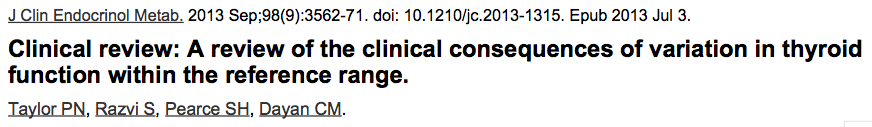 J Clin Endocrinol Metab. 2013 Sep;98(9):3562-71. doi: 10.1210/jc.2013-1315. Epub 2013 Jul 3.
Clinical review: A review of the clinical consequences of variation in thyroid
function within the reference range.
Taylor PN, Razvi S, Pearce SH, Dayan CM.